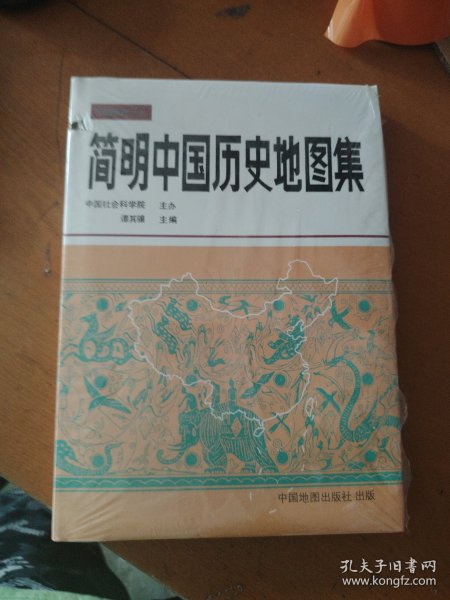 简明中国历史地图集
中国社会科学院 主办
谭其骧 主编
中国地图出版社 出版
孔夫子旧书网
www.kongfz.com